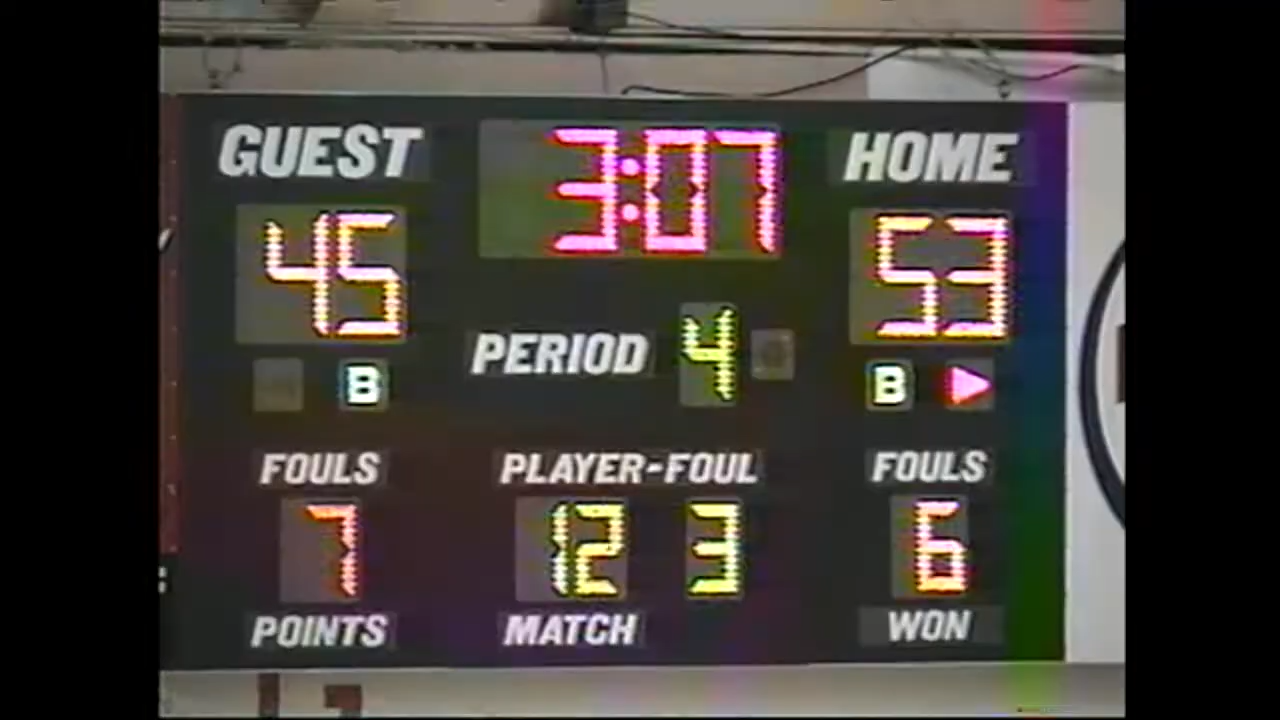 GUEST 3:07 HOME
45 53
PERIOD 4
B B
FOULS PLAYER-FOUL FOULS
7 12 3 6
POINTS MATCH WON